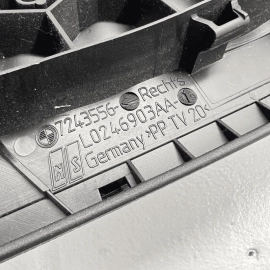 7243556- Rechts
L0246903AA-
Germany >PP TV 20<